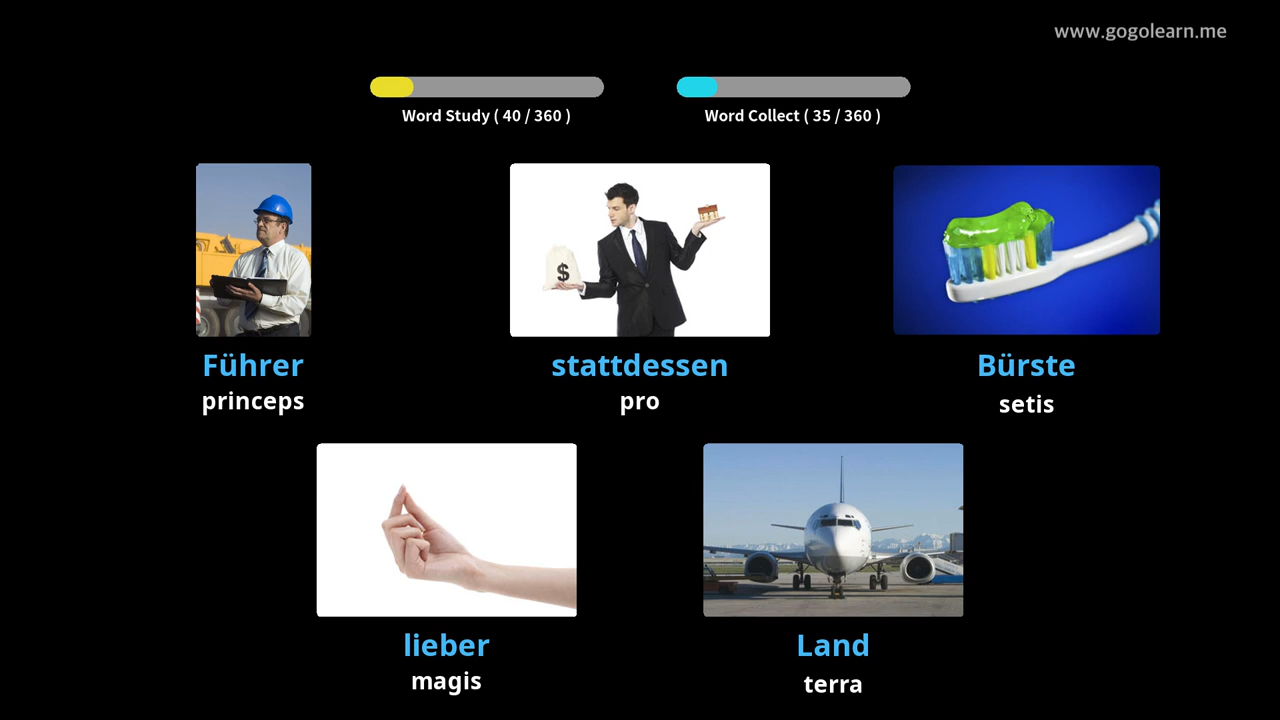 www.gogolearn.me
Word Study ( 40 / 360 )
Word Collect ( 35 / 360 )
Führer
princeps
$
stattdessen
pro
Bürste
setis
lieber
magis
Land
terra